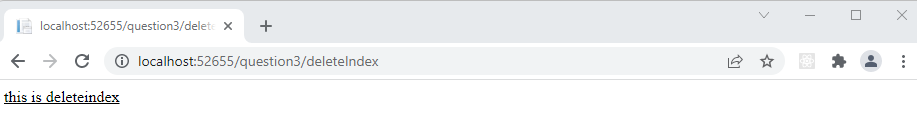 localhost:52655/question3/delete
localhost:52655/question3/deleteIndex
this is deleteindex